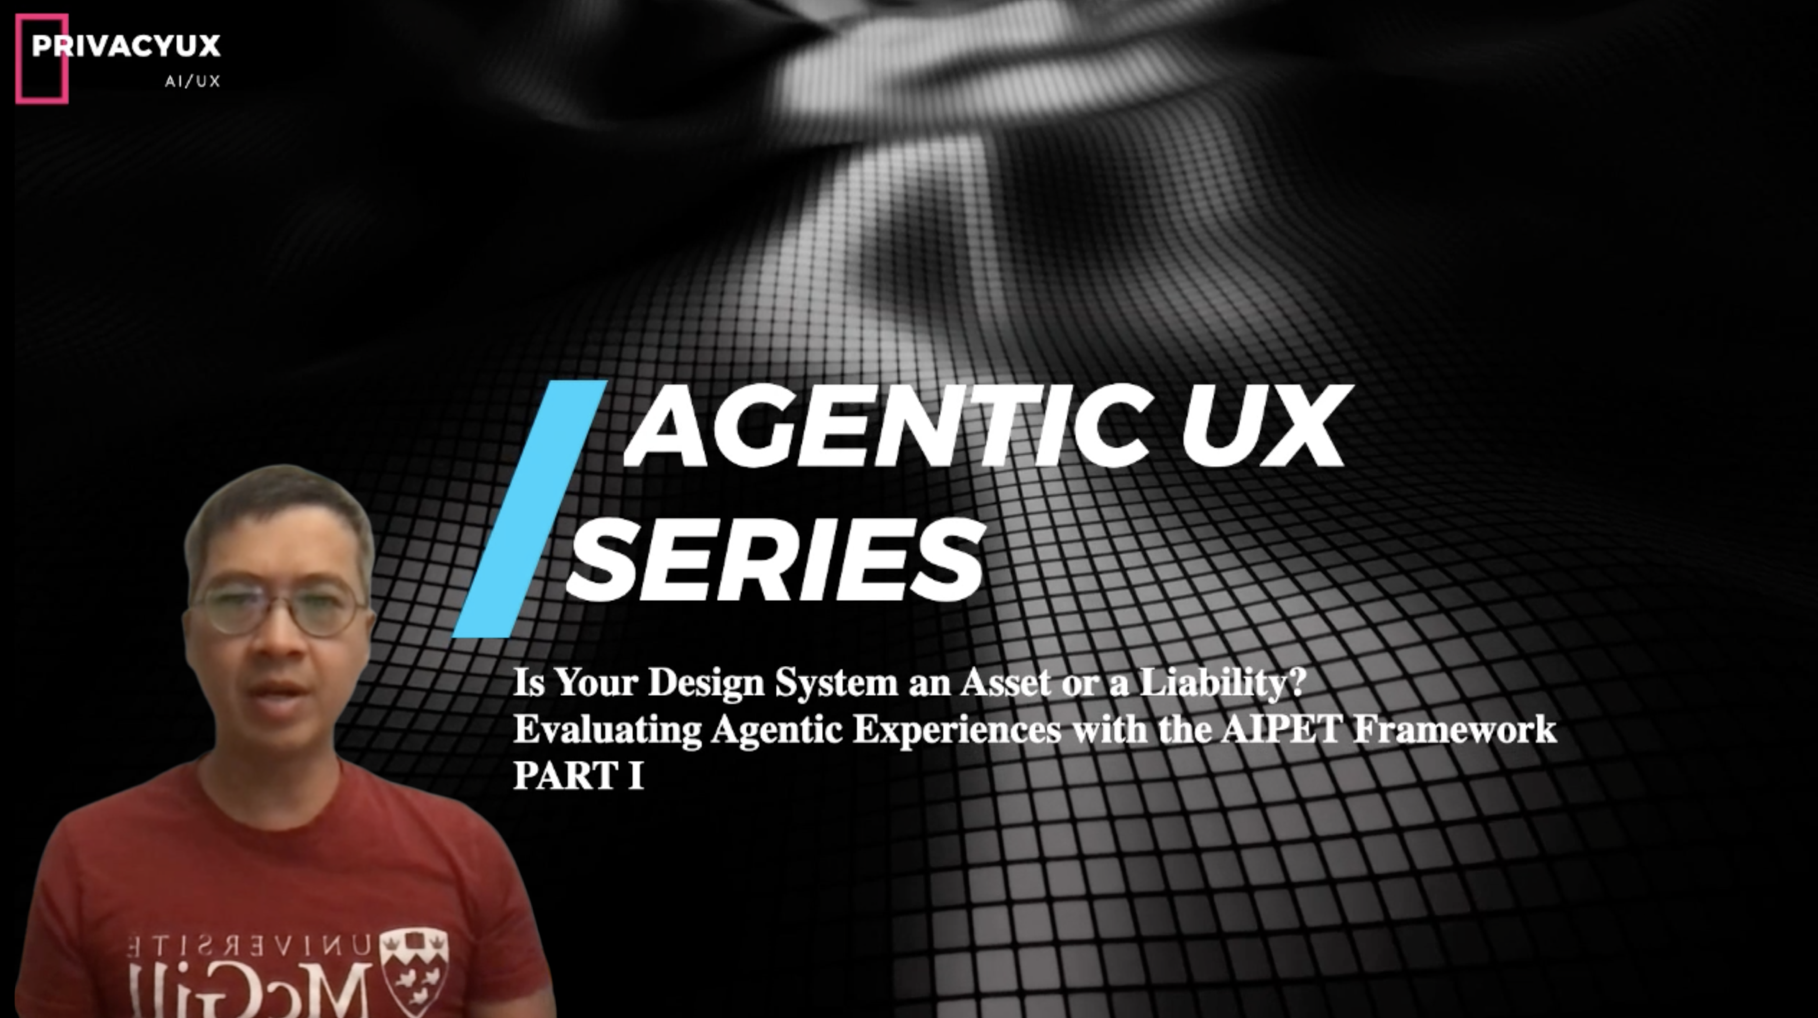 PRIVACYUX
AI/UX
AGENTIC UX
SERIES
Is Your Design System an Asset or a Liability?
Evaluating Agentic Experiences with the AIPET Framework
PART I
UNIVERSITE
McGill